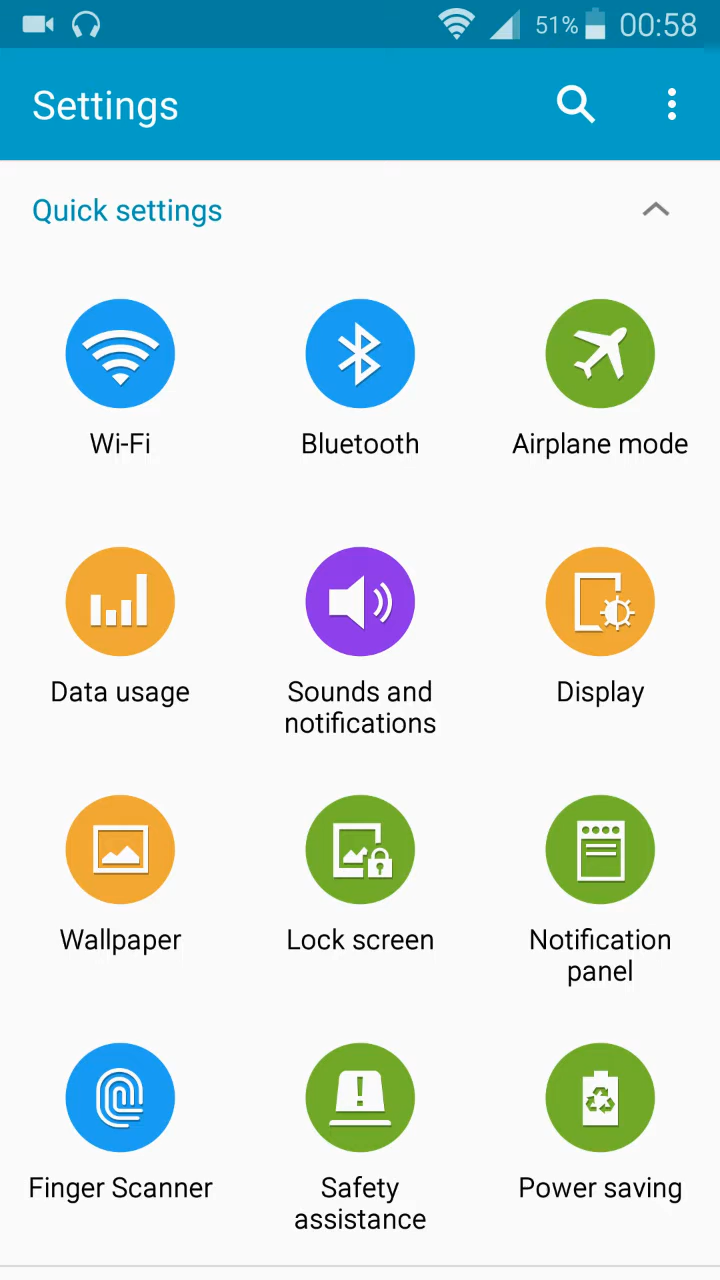 51% 00:58
Settings
Quick settings
Wi-Fi Bluetooth Airplane mode
Data usage Sounds and Display
notifications
Wallpaper Lock screen Notification
panel
Finger Scanner Safety Power saving
assistance